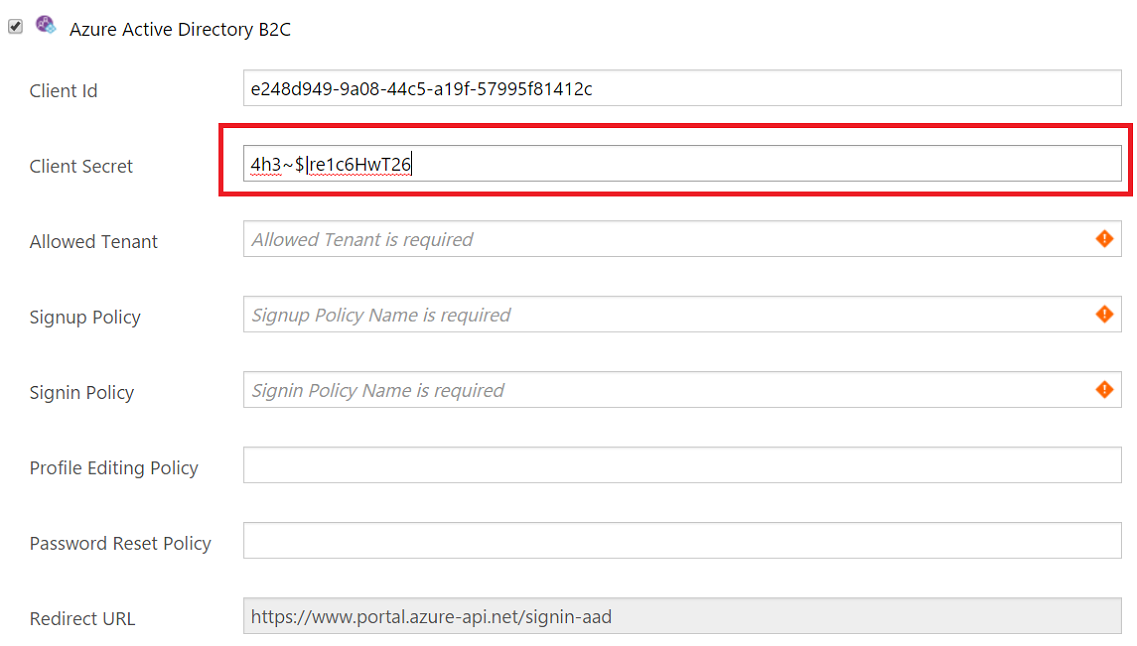 Azure Active Directory B2C
Client Id e248d949-9a08-44c5-a19f-57995f81412c
Client Secret 4h3~$|re1c6HwT26
Allowed Tenant Allowed Tenant is required
Signup Policy Signup Policy Name is required
Signin Policy Signin Policy Name is required
Profile Editing Policy
Password Reset Policy
Redirect URL https://www.portal.azure-api.net/signin-aad